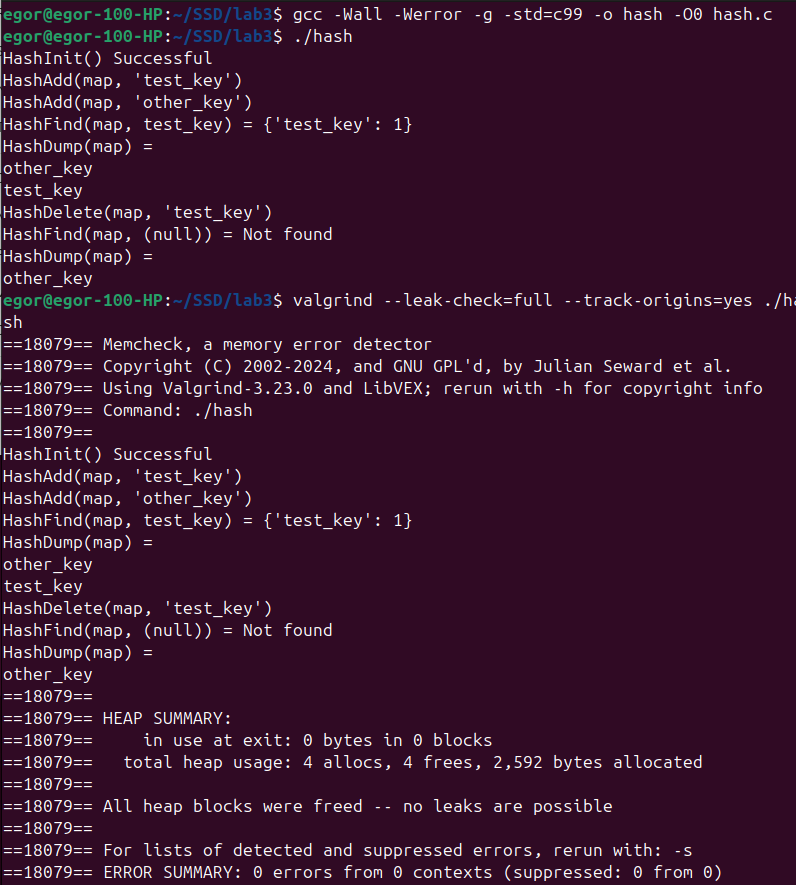 egor@egor-100-HP:~/SSD/lab3$ gcc -Wall -Werror -g -std=c99 -o hash -O0 hash.c
egor@egor-100-HP:~/SSD/lab3$ ./hash
HashInit() Successful
HashAdd(map, 'test_key')
HashAdd(map, 'other_key')
HashFind(map, test_key) = {'test_key': 1}
HashDump(map) =
other_key
test_key
HashDelete(map, 'test_key')
HashFind(map, (null)) = Not found
HashDump(map) =
other_key
egor@egor-100-HP:~/SSD/lab3$ valgrind --leak-check=full --track-origins=yes ./ha
sh
==18079== Memcheck, a memory error detector
==18079== Copyright (C) 2002-2024, and GNU GPL'd, by Julian Seward et al.
==18079== Using Valgrind-3.23.0 and LibVEX; rerun with -h for copyright info
==18079== Command: ./hash
==18079==
HashInit() Successful
HashAdd(map, 'test_key')
HashAdd(map, 'other_key')
HashFind(map, test_key) = {'test_key': 1}
HashDump(map) =
other_key
test_key
HashDelete(map, 'test_key')
HashFind(map, (null)) = Not found
HashDump(map) =
other_key
==18079==
==18079== HEAP SUMMARY:
==18079==     in use at exit: 0 bytes in 0 blocks
==18079==   total heap usage: 4 allocs, 4 frees, 2,592 bytes allocated
==18079==
==18079== All heap blocks were freed -- no leaks are possible
==18079==
==18079== For lists of detected and suppressed errors, rerun with: -s
==18079== ERROR SUMMARY: 0 errors from 0 contexts (suppressed: 0 from 0)